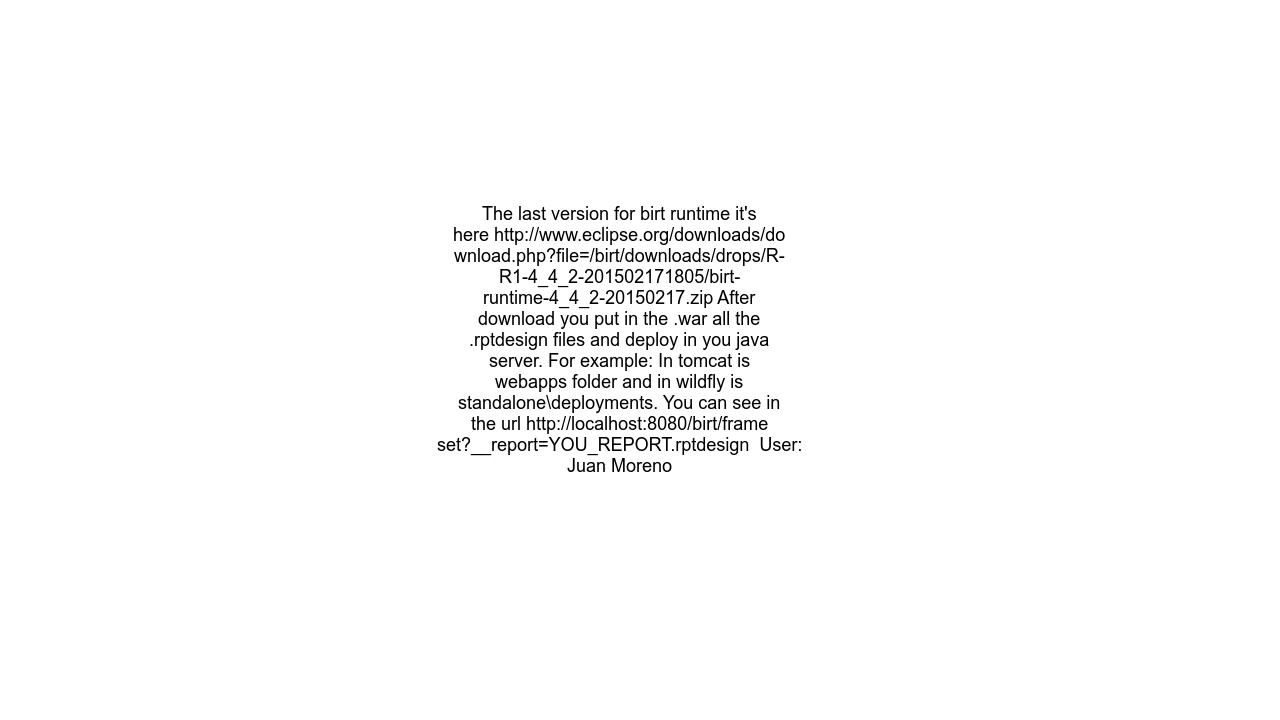 The last version for birt runtime it's
here http://www.eclipse.org/downloads/do
wnload.php?file=/birt/downloads/drops/R-
R1-4_4_2-201502171805/birt-
runtime-4_4_2-20150217.zip After
download you put in the .war all the
.rptdesign files and deploy in you java
server. For example: In tomcat is
webapps folder and in wildfly is
standalone\deployments. You can see in
the url http://localhost:8080/birt/frame
set?__report=YOU_REPORT.rptdesign  User:
Juan Moreno